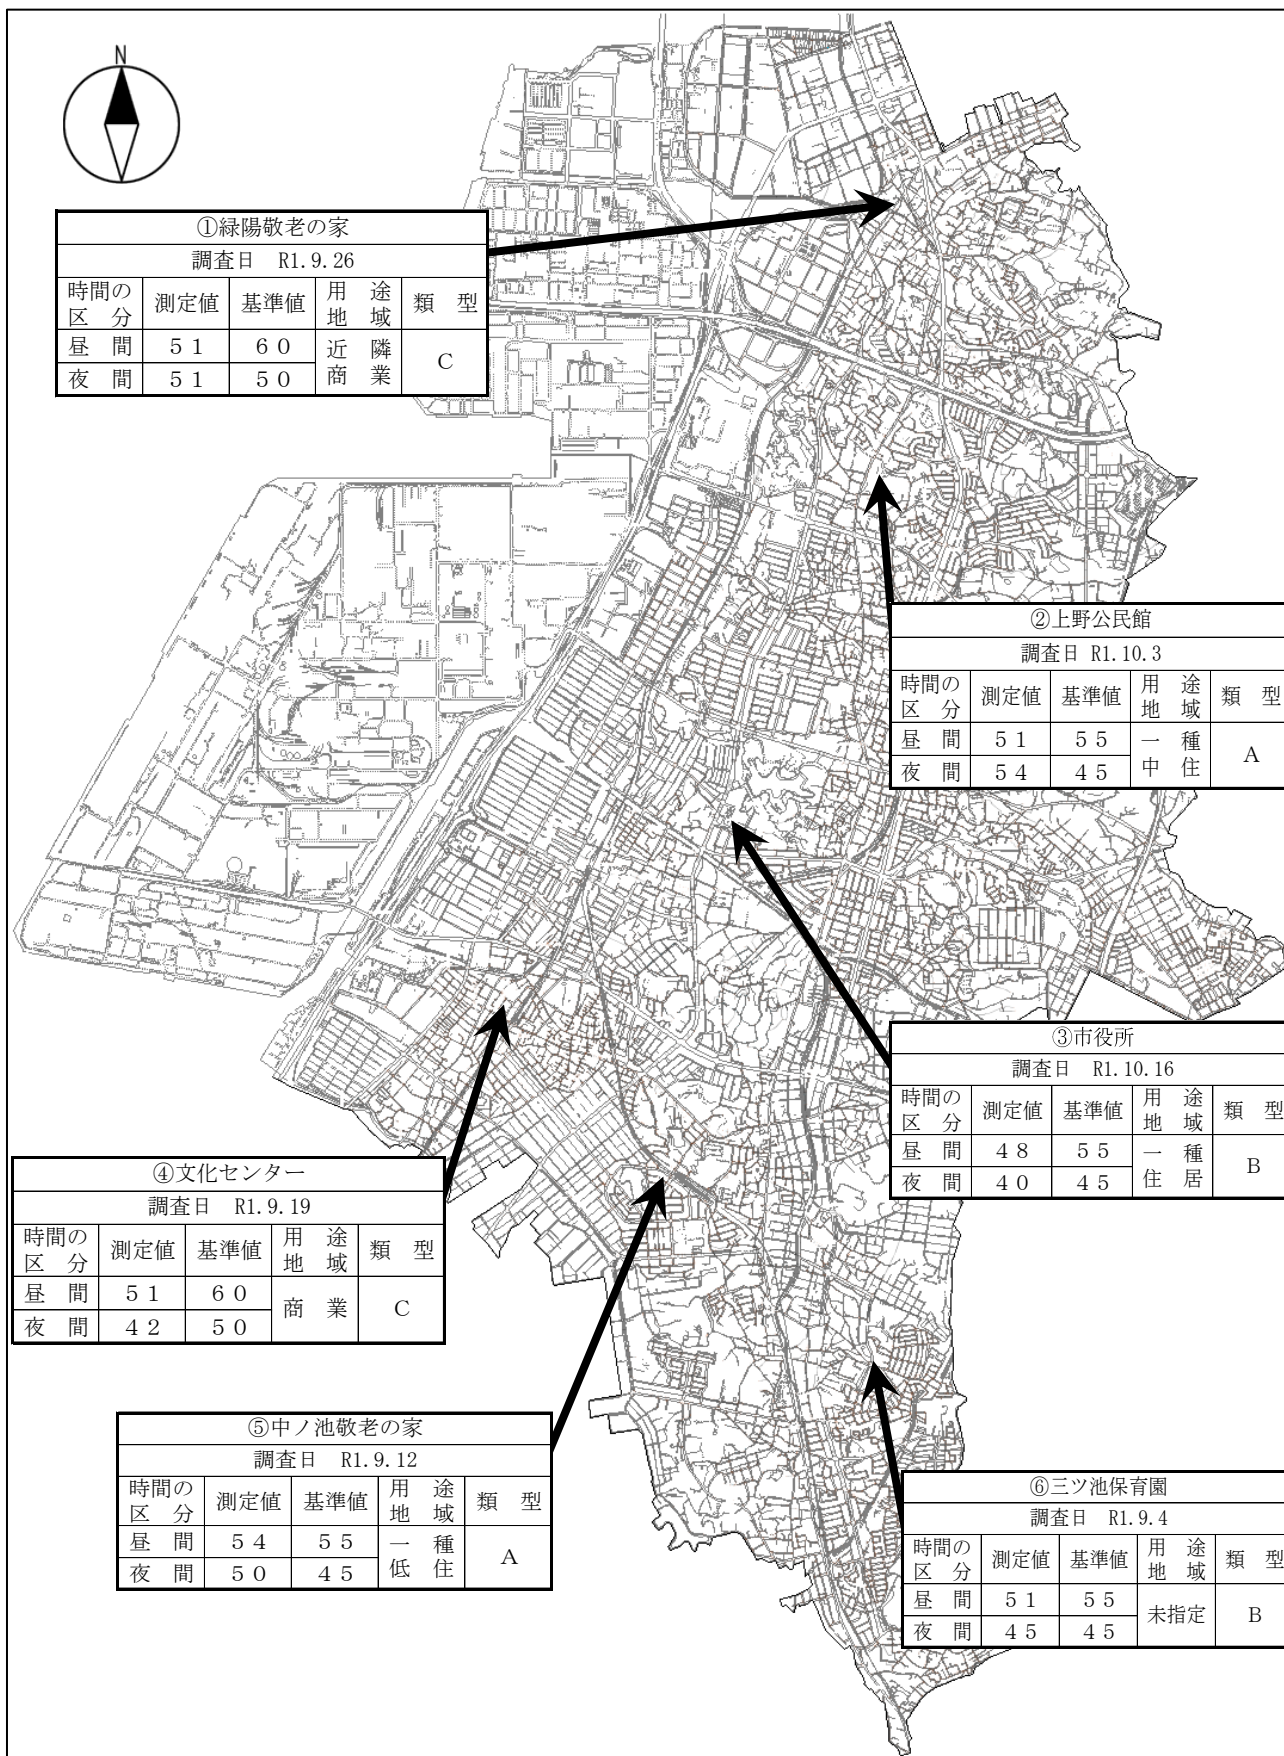 N
①緑陽敬老の家
調査日　R1.9.26
時間の区　分　測定値　基準値　用　途地　域　類　型
昼　間　５１　６０　近　隣商　業　C
夜　間　５１　５０
②上野公民館
調査日 R1.10.3
時間の区　分　測定値　基準値　用　途地　域　類　型
昼　間　５１　５５　一　種中　住　A
夜　間　５４　４５
③市役所
調査日　R1.10.16
時間の区　分　測定値　基準値　用　途地　域　類　型
昼　間　４８　５５　一　種住　居　B
夜　間　４０　４５
④文化センター
調査日　R1.9.19
時間の区　分　測定値　基準値　用　途地　域　類　型
昼　間　５１　６０　商　業　C
夜　間　４２　５０
⑤中ノ池敬老の家
調査日　R1.9.12
時間の区　分　測定値　基準値　用　途地　域　類　型
昼　間　５４　５５　一　種低　住　A
夜　間　５０　４５
⑥三ツ池保育園
調査日　R1.9.4
時間の区　分　測定値　基準値　用　途地　域　類　型
昼　間　５１　５５　未指定　B
夜　間　４５　４５